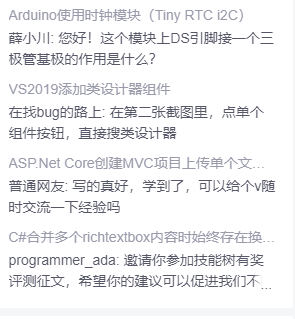 Arduino使用时钟模块（Tiny RTC i2C）
薛小川: 您好！这个模块上DS引脚接一个三
极管基极的作用是什么?
VS2019添加类设计器组件
在找bug的路上: 在第二张截图里，点单个
组件按钮，直接搜类设计器
ASP.Net Core创建MVC项目上传单个文...
普通网友: 写的真好，学到了，可以给个v随
时交流一下经验吗
C#合并多个richtextbox内容时始终存在换...
programmer_ada: 邀请你参加技能树有奖
评测征文，希望你的建议可以促进我们不...